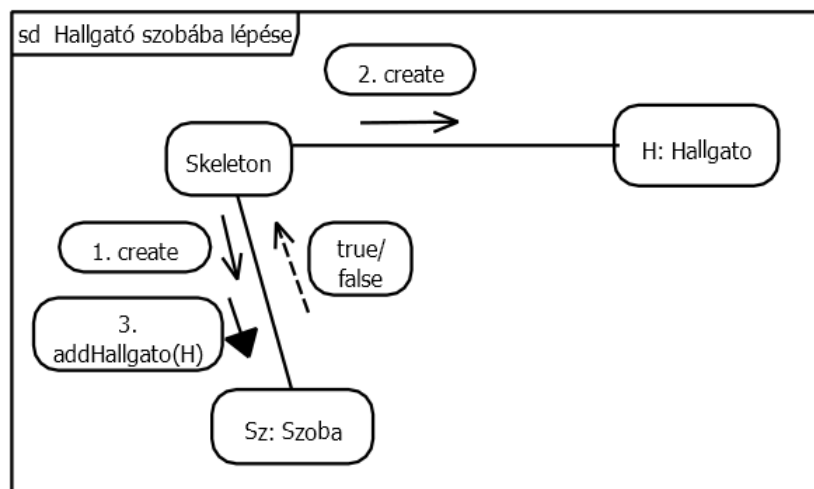 sd Hallgató szobába lépése
2. create
Skeleton
H: Hallgato
1. create
true/
false
3.
addHallgato(H)
Sz: Szoba